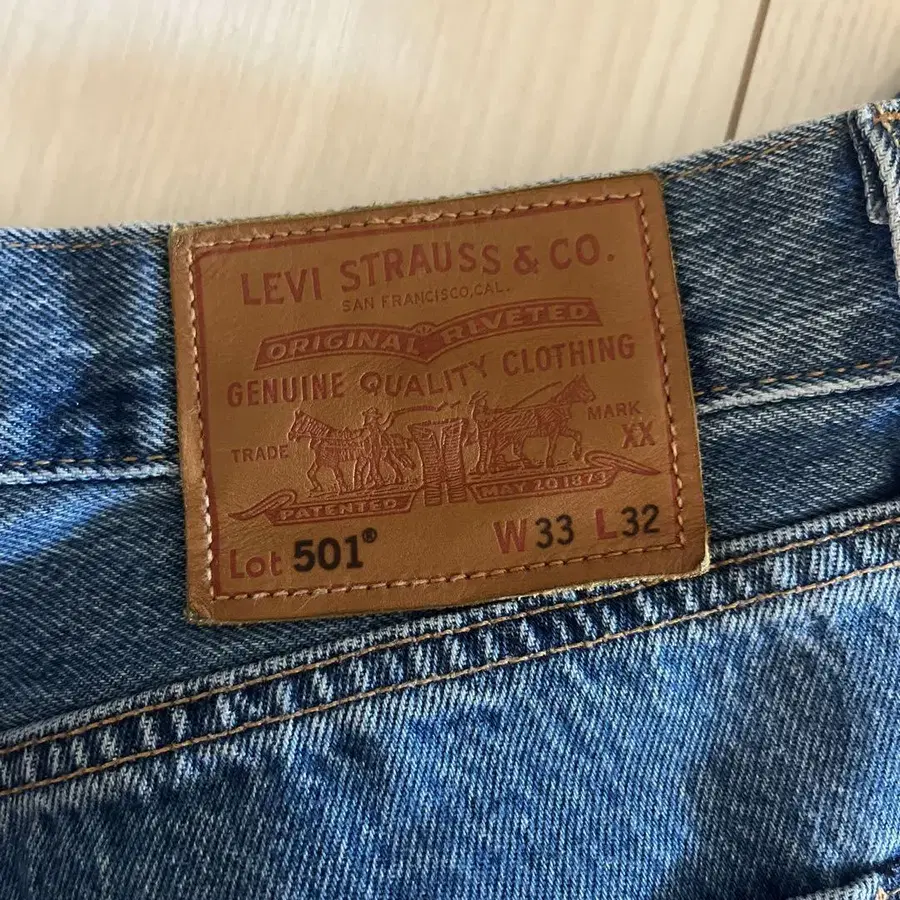 LEVI STRAUSS & CO.
SAN FRANCISCO, CAL.
ORIGINAL RIVETED
GENUINE QUALITY CLOTHING
TRADE MARK
XX
PATENTED MAY 20 1873
Lot 501® W33 L32